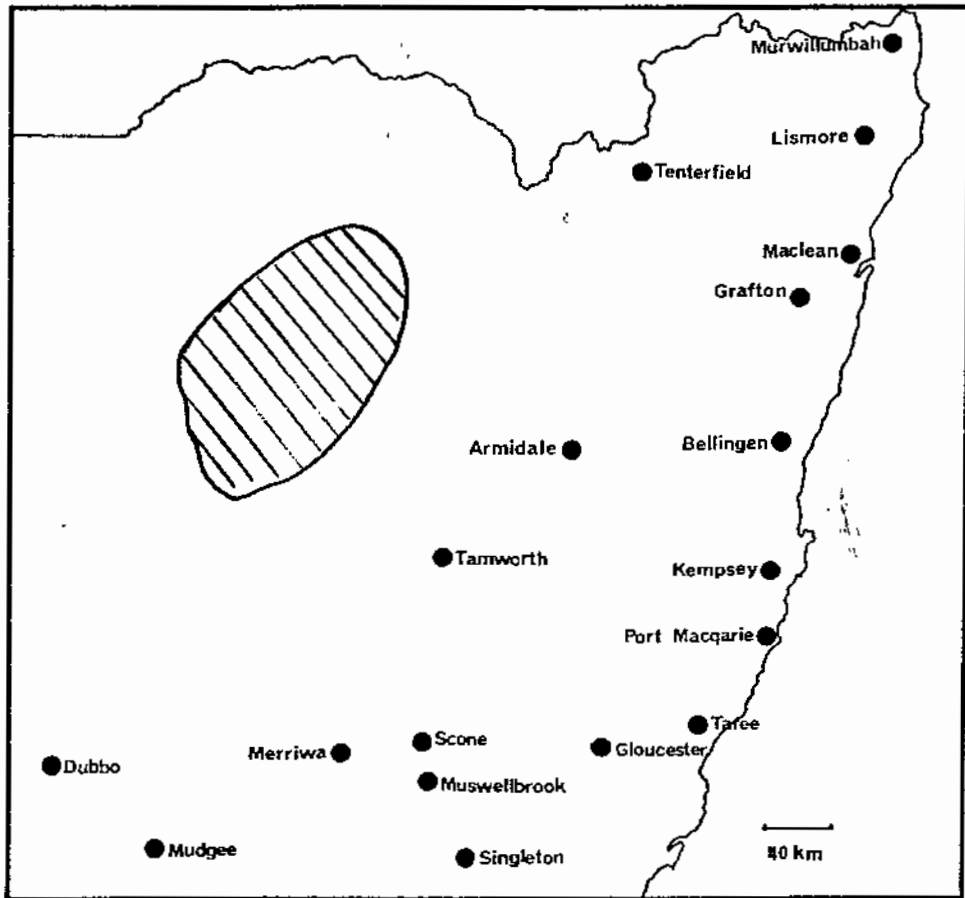 Murwillumbah
Lismore
Tenterfield
Maclean
Grafton
Armidale
Bellingen
Tamworth
Kempsey
Port Macqarie
Taree
Scone
Merriwa
Gloucester
Dubbo
Muswellbrook
Mudgee
Singleton
40 km